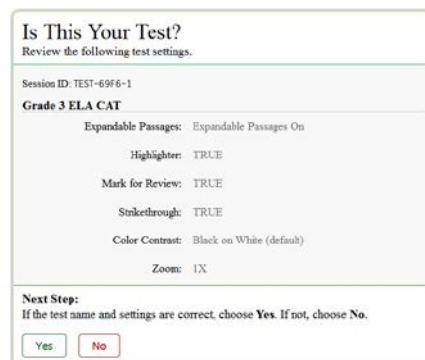 Is This Your Test?
Review the following test settings.
Session ID: TEST-69F6-1
Grade 3 ELA CAT
Expandable Passages: Expandable Passages On
Highlighter: TRUE
Mark for Review: TRUE
Strikethrough: TRUE
Color Contrast: Black on White (default)
Zoom: 1X
Next Step:
If the test name and settings are correct, choose Yes. If not, choose No.
Yes No